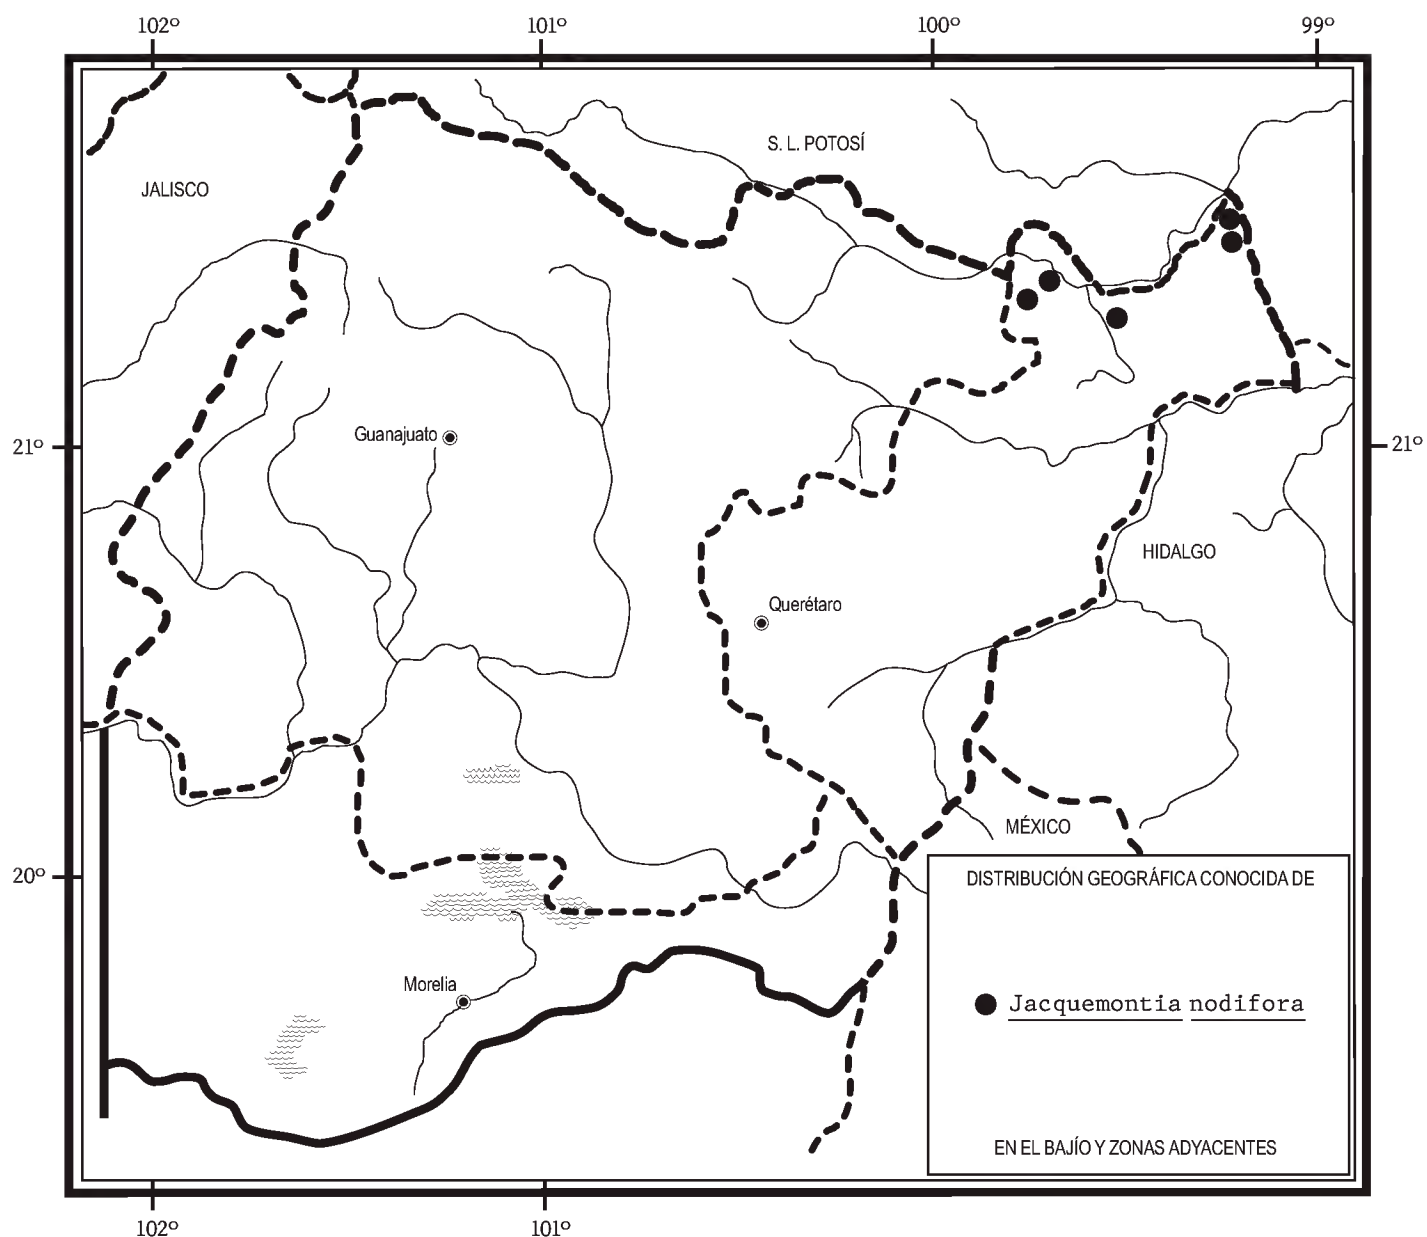 102º 101º 100º 99º
S. L. POTOSÍ
JALISCO
Guanajuato
21º 21º
HIDALGO
Querétaro
MÉXICO
20º
DISTRIBUCIÓN GEOGRÁFICA CONOCIDA DE
Morelia
Jacquemontia nodifora
EN EL BAJÍO Y ZONAS ADYACENTES
102º 101º